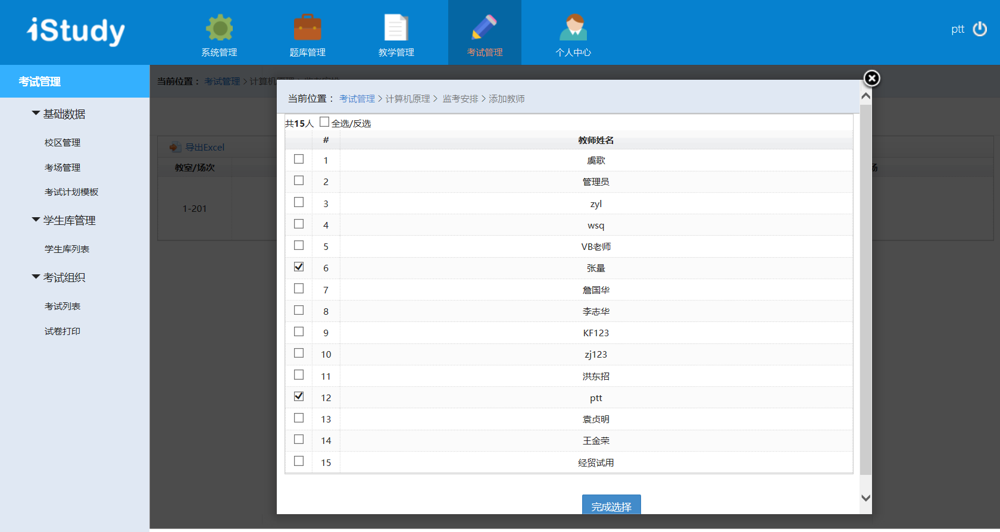 iStudy
系统管理
题库管理
教学管理
考试管理
个人中心
ptt
考试管理
基础数据
校区管理
考场管理
考试计划模板
学生库管理
学生库列表
考试组织
考试列表
试卷打印
当前位置： 考试管理 > 计算机原理 > 监考安排
导出Excel
教室/场次
场
1-201
当前位置： 考试管理 > 计算机原理 > 监考安排 > 添加教师
共15人 全选/反选
# 教师姓名
1 虞歌
2 管理员
3 zyl
4 wsq
5 VB老师
6 张量
7 詹国华
8 李志华
9 KF123
10 zj123
11 洪东招
12 ptt
13 袁贞明
14 王金荣
15 经贸试用
完成选择